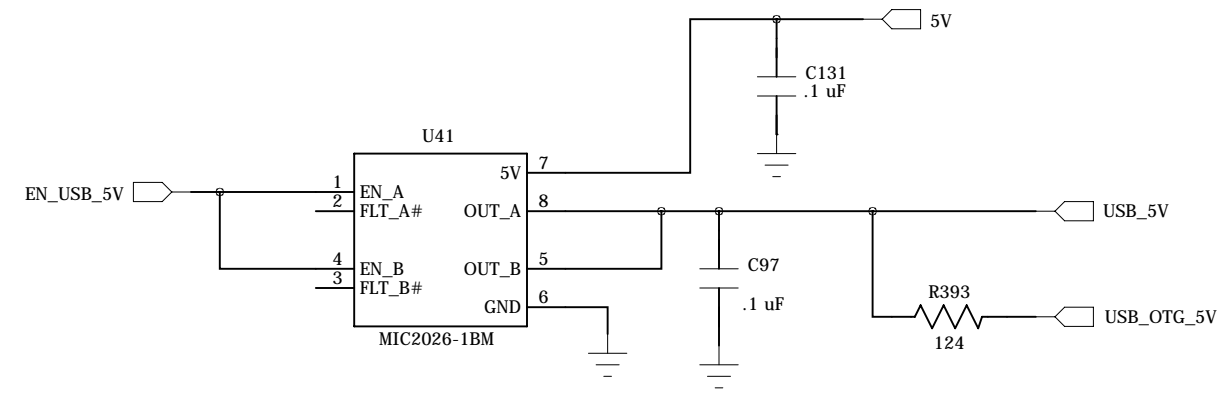 5V
C131
.1 uF
U41
5V 7
EN_USB_5V
1 EN_A
2 FLT_A#
OUT_A 8
USB_5V
4 EN_B
3 FLT_B#
OUT_B 5
C97
.1 uF
GND 6
R393
124
USB_OTG_5V
MIC2026-1BM